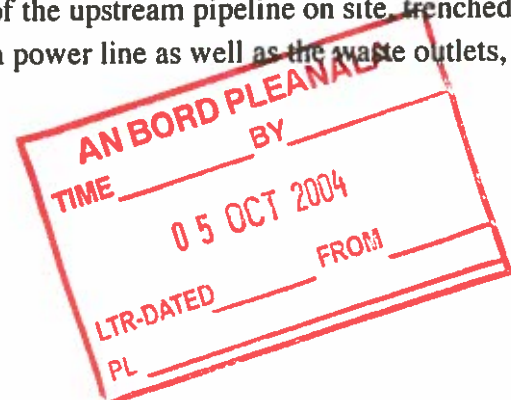 of the upstream pipeline on site, trenched
power line as well as the waste outlets,
AN BORD PLEANALA
TIME BY
05 OCT 2004
LTR-DATED FROM
PL